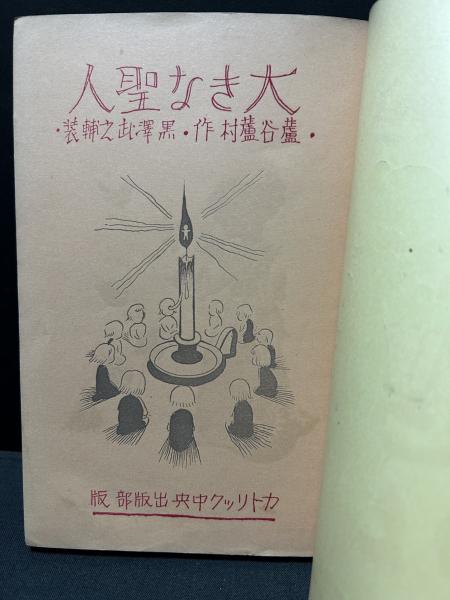 大きな聖人
・蘆谷蘆村作・黒澤武之輔装・
カトリック中央出版部版